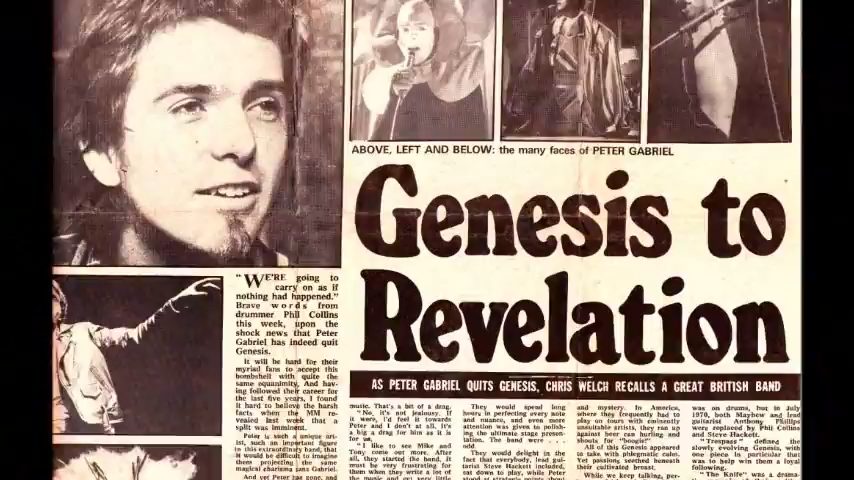 ABOVE, LEFT AND BELOW: the many faces of PETER GABRIEL
Genesis to
Revelation
AS PETER GABRIEL QUITS GENESIS, CHRIS WELCH RECALLS A GREAT BRITISH BAND
"WE'RE going to
carry on as if
nothing had happened."
Brave words from
drummer Phil Collins
this week, upon the
shock news that Peter
Gabriel has indeed quit
Genesis.
It will be hard for their
myriad fans to accept this
bombshell with quite the
same equanimity. And hav-
ing followed their career for
the last five years, I found
it hard to believe the harsh
facts when the MM re-
vealed last week that a
split was imminent.
Peter is such a unique art-
ist, such an important figure
in this extraordinary band, that
it would be difficult to imagine
them projecting the same
magical charisma sans Gabriel.
And yet Peter has gone, and
music. That's a bit of a drag.
"No, it's not jealousy. If
it were, I'd feel it towards
Peter and I don't at all, it's
a big a drag for him as it is
for us.
"I like to see Mike and
Tony come out more. After
all, they started the band. It
must be very frustrating for
them when they write a lot of
They would spend long
hours in perfecting every note
and nuance, and even more
attention was given to polish-
ing the ultimate stage presen-
tation. The band were . . .
odd.
They would delight in the
fact that everybody, lead gui-
tarist Steve Hackett included,
sat down to play, while Peter
and mystery. In America,
where they frequently had to
play on tours with eminently
unsuitable artists, they ran up
against beer can hurling and
shouts for "boogie!"
All of this Genesis appeared
to take with phlegmatic calm.
Yet passions seethed beneath
their cultivated breast.
While we keep talking, per-
was on drums, but in July
1970, both Mayhew and lead
guitarist Anthony Phillips
were replaced by Phil Collins
and Steve Hackett.
"Trespass" defined the
slowly evolving Genesis, with
one piece in particular that
was to help win them a loyal
following.
"The Knife" was a drama-